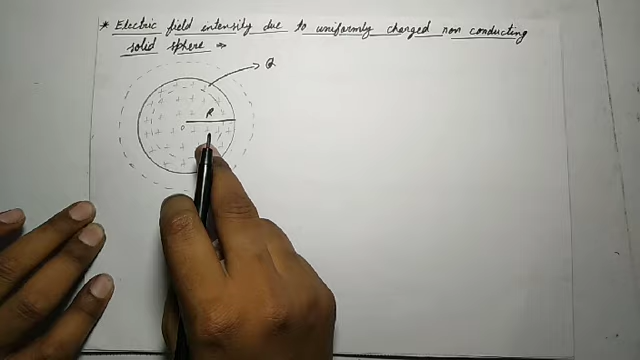 * Electric field intensity due to uniformly charged non conducting
solid sphere ⇒
Q
R
O